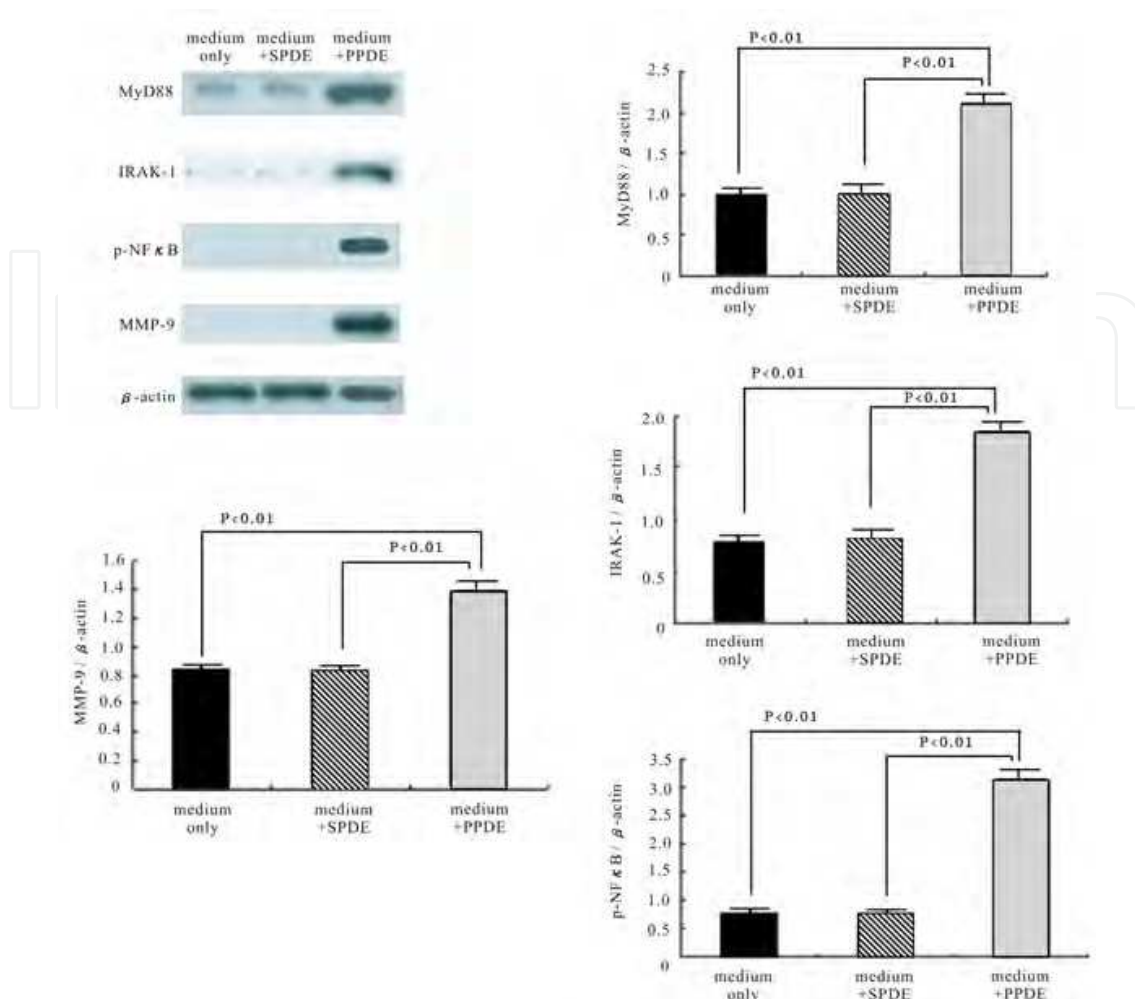 medium only
medium +SPDE
medium +PPDE
MyD88
IRAK-1
p-NFκB
MMP-9
β-actin
P<0.01
P<0.01
2.5
2.0
1.5
1.0
0.5
0
MyD88 / β-actin
medium
only
medium
+SPDE
medium
+PPDE
P<0.01
P<0.01
2.0
1.5
1.0
0.5
0
IRAK-1 / β-actin
medium
only
medium
+SPDE
medium
+PPDE
P<0.01
P<0.01
1.6
1.4
1.2
1.0
0.8
0.6
0.4
0.2
0
MMP-9 / β-actin
medium
only
medium
+SPDE
medium
+PPDE
P<0.01
P<0.01
3.5
3.0
2.5
2.0
1.5
1.0
0.5
0
p-NFκB / β-actin
medium
only
medium
+SPDE
medium
+PPDE